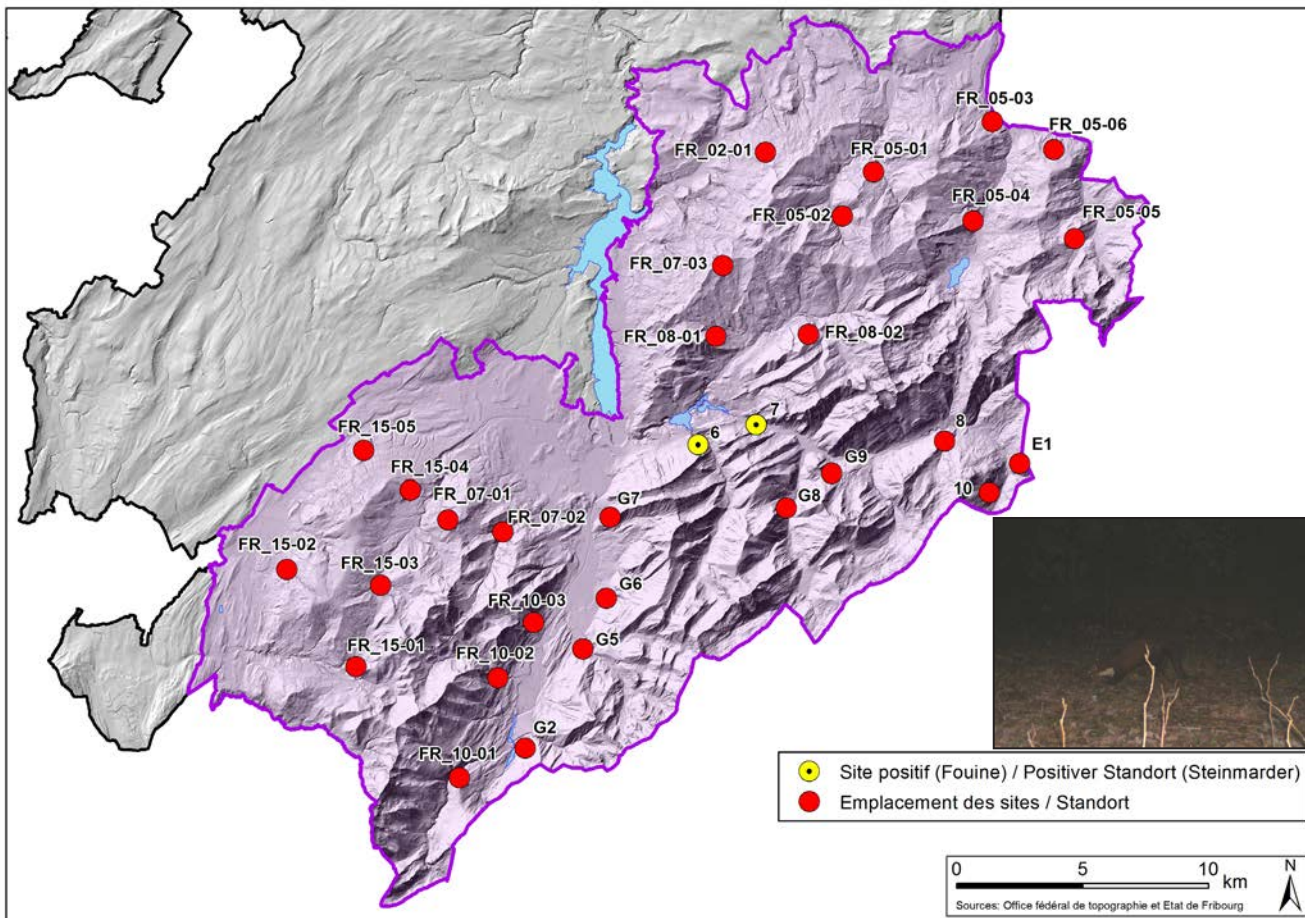 FR_05-03
FR_05-06
FR_02-01
FR_05-01
FR_05-04
FR_05-02
FR_05-05
FR_07-03
FR_08-01
FR_08-02
7
6
8
E1
FR_15-05
G9
FR_15-04
10
G7
G8
FR_07-01
FR_07-02
FR_15-02
FR_15-03
G6
FR_10-03
G5
FR_15-01
FR_10-02
G2
FR_10-01
Site positif (Fouine) / Positiver Standort (Steinmarder)
Emplacement des sites / Standort
0 5 10
km
N
Sources: Office fédéral de topographie et Etat de Fribourg